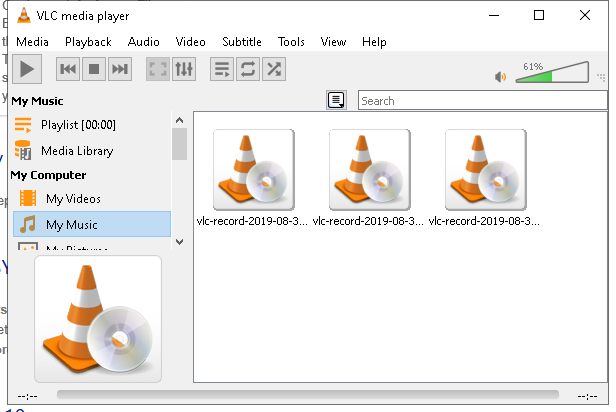 VLC media player
Media Playback Audio Video Subtitle Tools View Help
61%
My Music
Search
Playlist [00:00]
Media Library
My Computer
My Videos
My Music
My Pictures
vlc-record-2019-08-3... vlc-record-2019-08-3... vlc-record-2019-08-3...
--:-- --:--